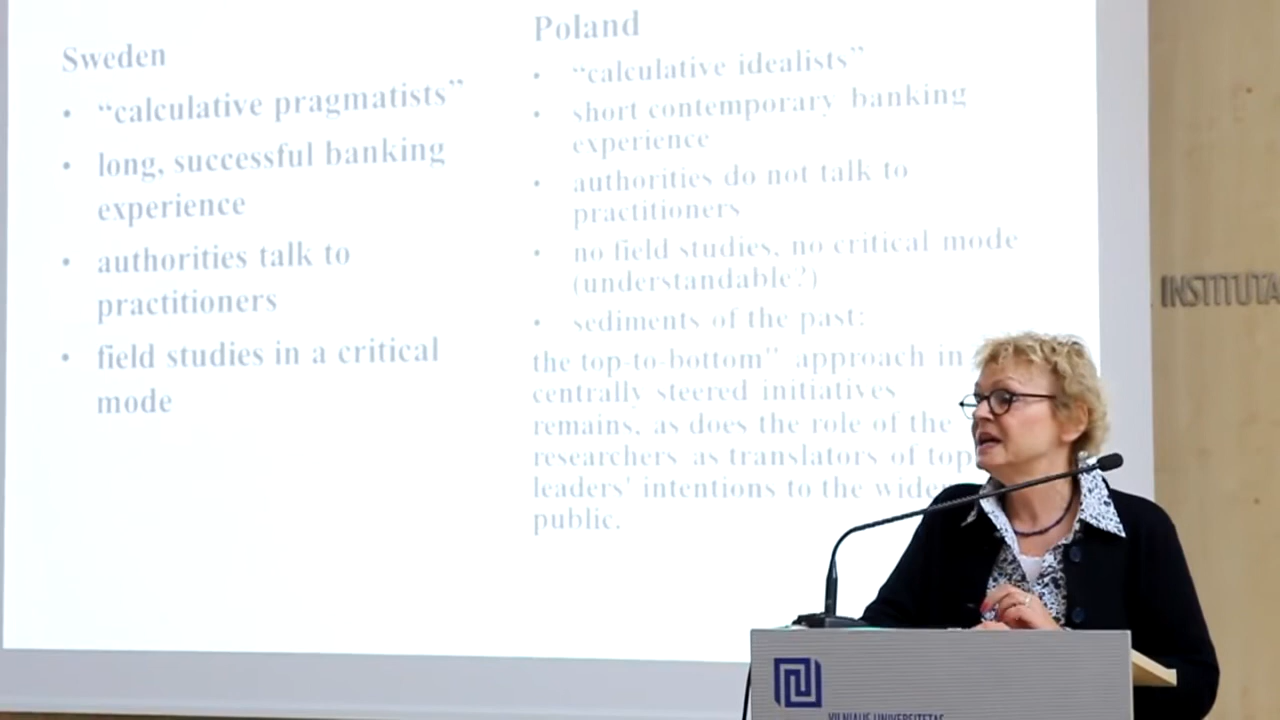 Sweden
• “calculative pragmatists”
• long, successful banking
experience
• authorities talk to
practitioners
• field studies in a critical
mode
Poland
• “calculative idealists”
• short contemporary banking
experience
• authorities do not talk to
practitioners
• no field studies, no critical mode
(understandable?)
• sediments of the past:
the top-to-bottom" approach in
centrally steered initiatives
remains, as does the role of the
researchers as translators of top
leaders' intentions to the wider
public.
INSTITUTA
VILNIAUS UNIVERSITETAS